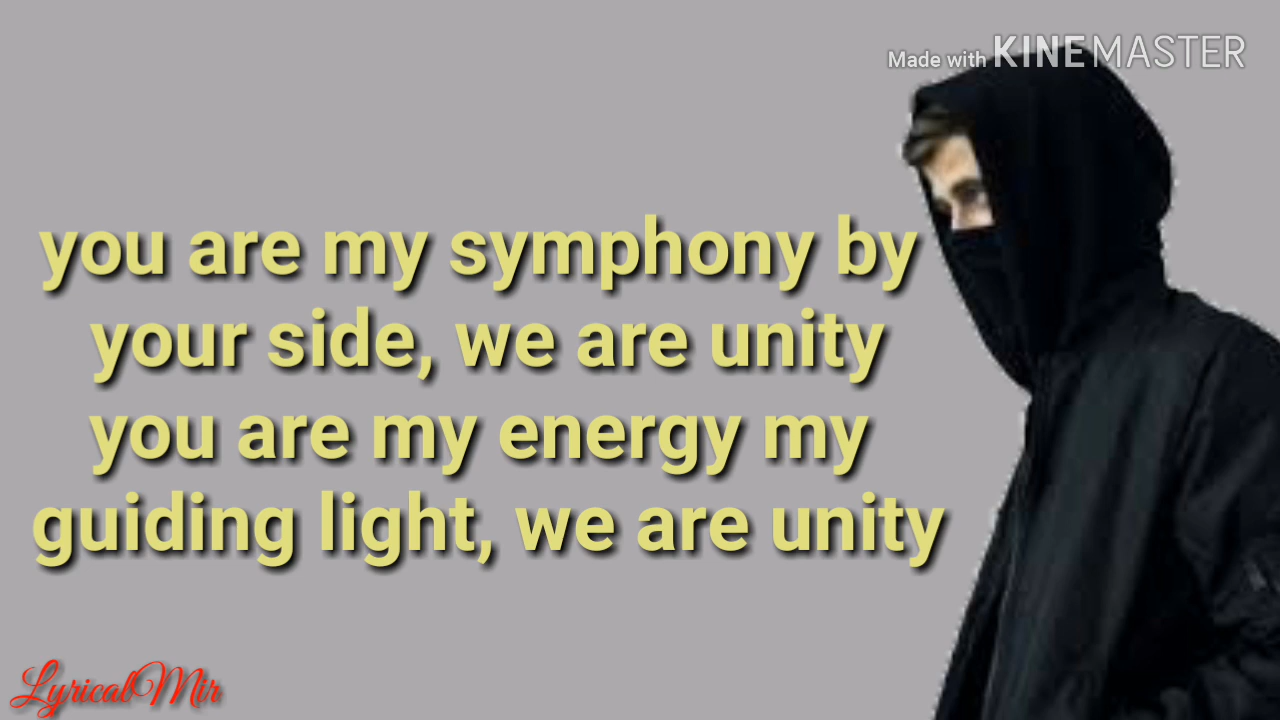 Made with KINEMASTER
you are my symphony by
your side, we are unity
you are my energy my
guiding light, we are unity
LyricalMir